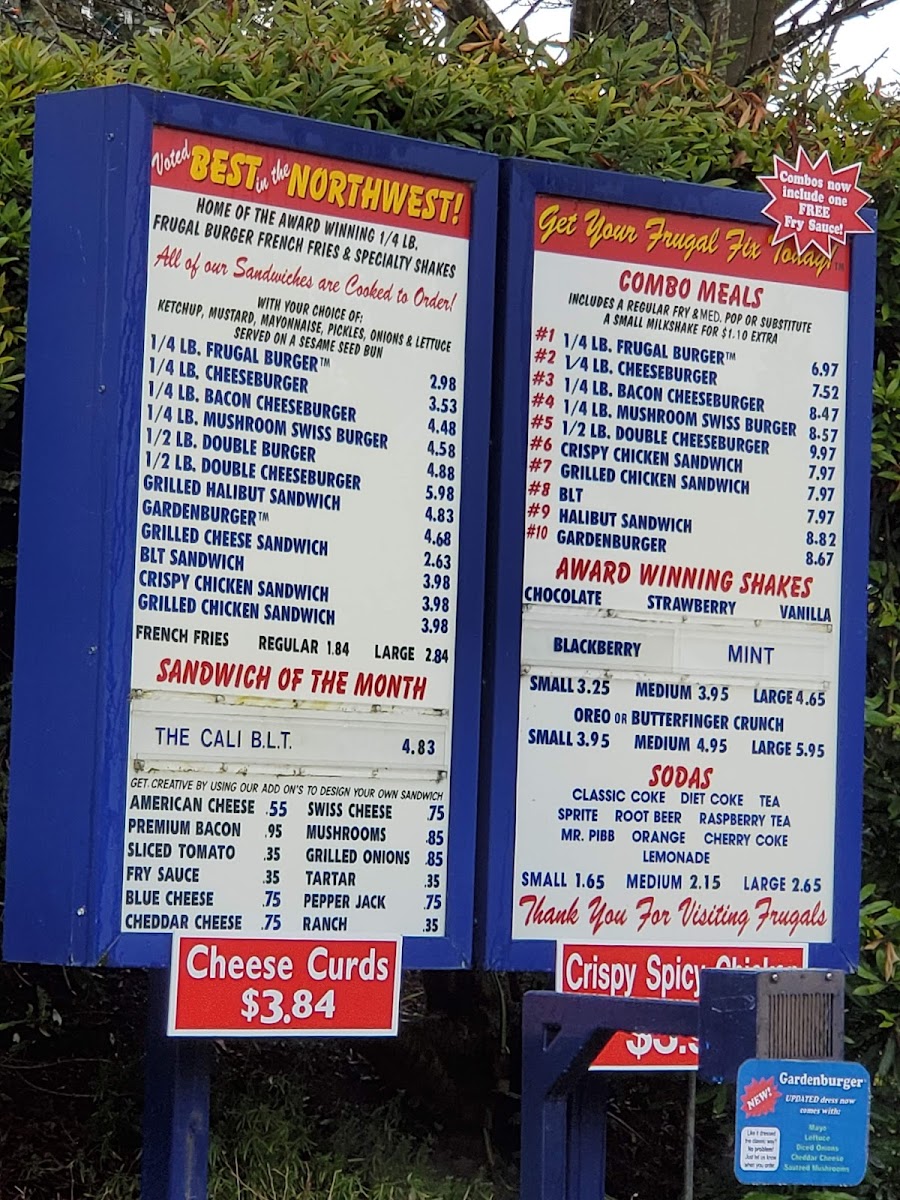 Voted BEST in the NORTHWEST!
HOME OF THE AWARD WINNING 1/4 LB.
FRUGAL BURGER FRENCH FRIES & SPECIALTY SHAKES
All of our Sandwiches are Cooked to Order!
WITH YOUR CHOICE OF:
KETCHUP, MUSTARD, MAYONNAISE, PICKLES, ONIONS & LETTUCE
SERVED ON A SESAME SEED BUN
1/4 LB. FRUGAL BURGER™ 2.98
1/4 LB. CHEESEBURGER 3.53
1/4 LB. BACON CHEESEBURGER 4.48
1/4 LB. MUSHROOM SWISS BURGER 4.58
1/2 LB. DOUBLE BURGER 4.88
1/2 LB. DOUBLE CHEESEBURGER 5.98
GRILLED HALIBUT SANDWICH 4.83
GARDENBURGER™ 4.68
GRILLED CHEESE SANDWICH 2.63
BLT SANDWICH 3.98
CRISPY CHICKEN SANDWICH 3.98
GRILLED CHICKEN SANDWICH 3.98
FRENCH FRIES REGULAR 1.84 LARGE 2.84
SANDWICH OF THE MONTH
THE CALI B.L.T. 4.83
GET CREATIVE BY USING OUR ADD ON'S TO DESIGN YOUR OWN SANDWICH
AMERICAN CHEESE .55 SWISS CHEESE .75
PREMIUM BACON .95 MUSHROOMS .85
SLICED TOMATO .35 GRILLED ONIONS .85
FRY SAUCE .35 TARTAR .35
BLUE CHEESE .75 PEPPER JACK .75
CHEDDAR CHEESE .75 RANCH .35
Cheese Curds
$3.84
Combos now
include one
FREE
Fry Sauce!
Get Your Frugal Fix Today! TM
COMBO MEALS
INCLUDES A REGULAR FRY & MED. POP OR SUBSTITUTE
A SMALL MILKSHAKE FOR $1.10 EXTRA
#1 1/4 LB. FRUGAL BURGER™ 6.97
#2 1/4 LB. CHEESEBURGER 7.52
#3 1/4 LB. BACON CHEESEBURGER 8.47
#4 1/4 LB. MUSHROOM SWISS BURGER 8.57
#5 1/2 LB. DOUBLE CHEESEBURGER 9.97
#6 CRISPY CHICKEN SANDWICH 7.97
#7 GRILLED CHICKEN SANDWICH 7.97
#8 BLT 7.97
#9 HALIBUT SANDWICH 8.82
#10 GARDENBURGER 8.67
AWARD WINNING SHAKES
CHOCOLATE STRAWBERRY VANILLA
BLACKBERRY MINT
SMALL 3.25 MEDIUM 3.95 LARGE 4.65
OREO OR BUTTERFINGER CRUNCH
SMALL 3.95 MEDIUM 4.95 LARGE 5.95
SODAS
CLASSIC COKE DIET COKE TEA
SPRITE ROOT BEER RASPBERRY TEA
MR. PIBB ORANGE CHERRY COKE
LEMONADE
SMALL 1.65 MEDIUM 2.15 LARGE 2.65
Thank You For Visiting Frugals
Crispy Spicy
Gardenburger
NEW!
UPDATED dress now
comes with:
Mayo
Lettuce
Diced Onions
Cheddar Cheese
Sauteed Mushrooms
Like it dressed
the classic way?
No problem!
Just let us know
when you order